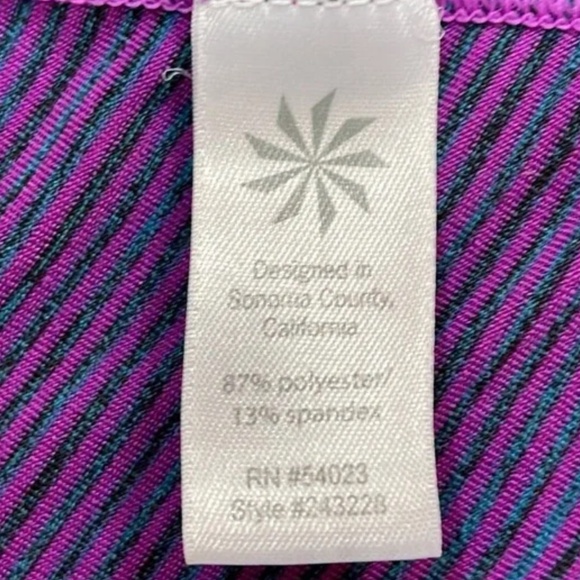 Designed in
Sonoma County,
California
87% polyester/
13% spandex
RN #54023
Style #243228